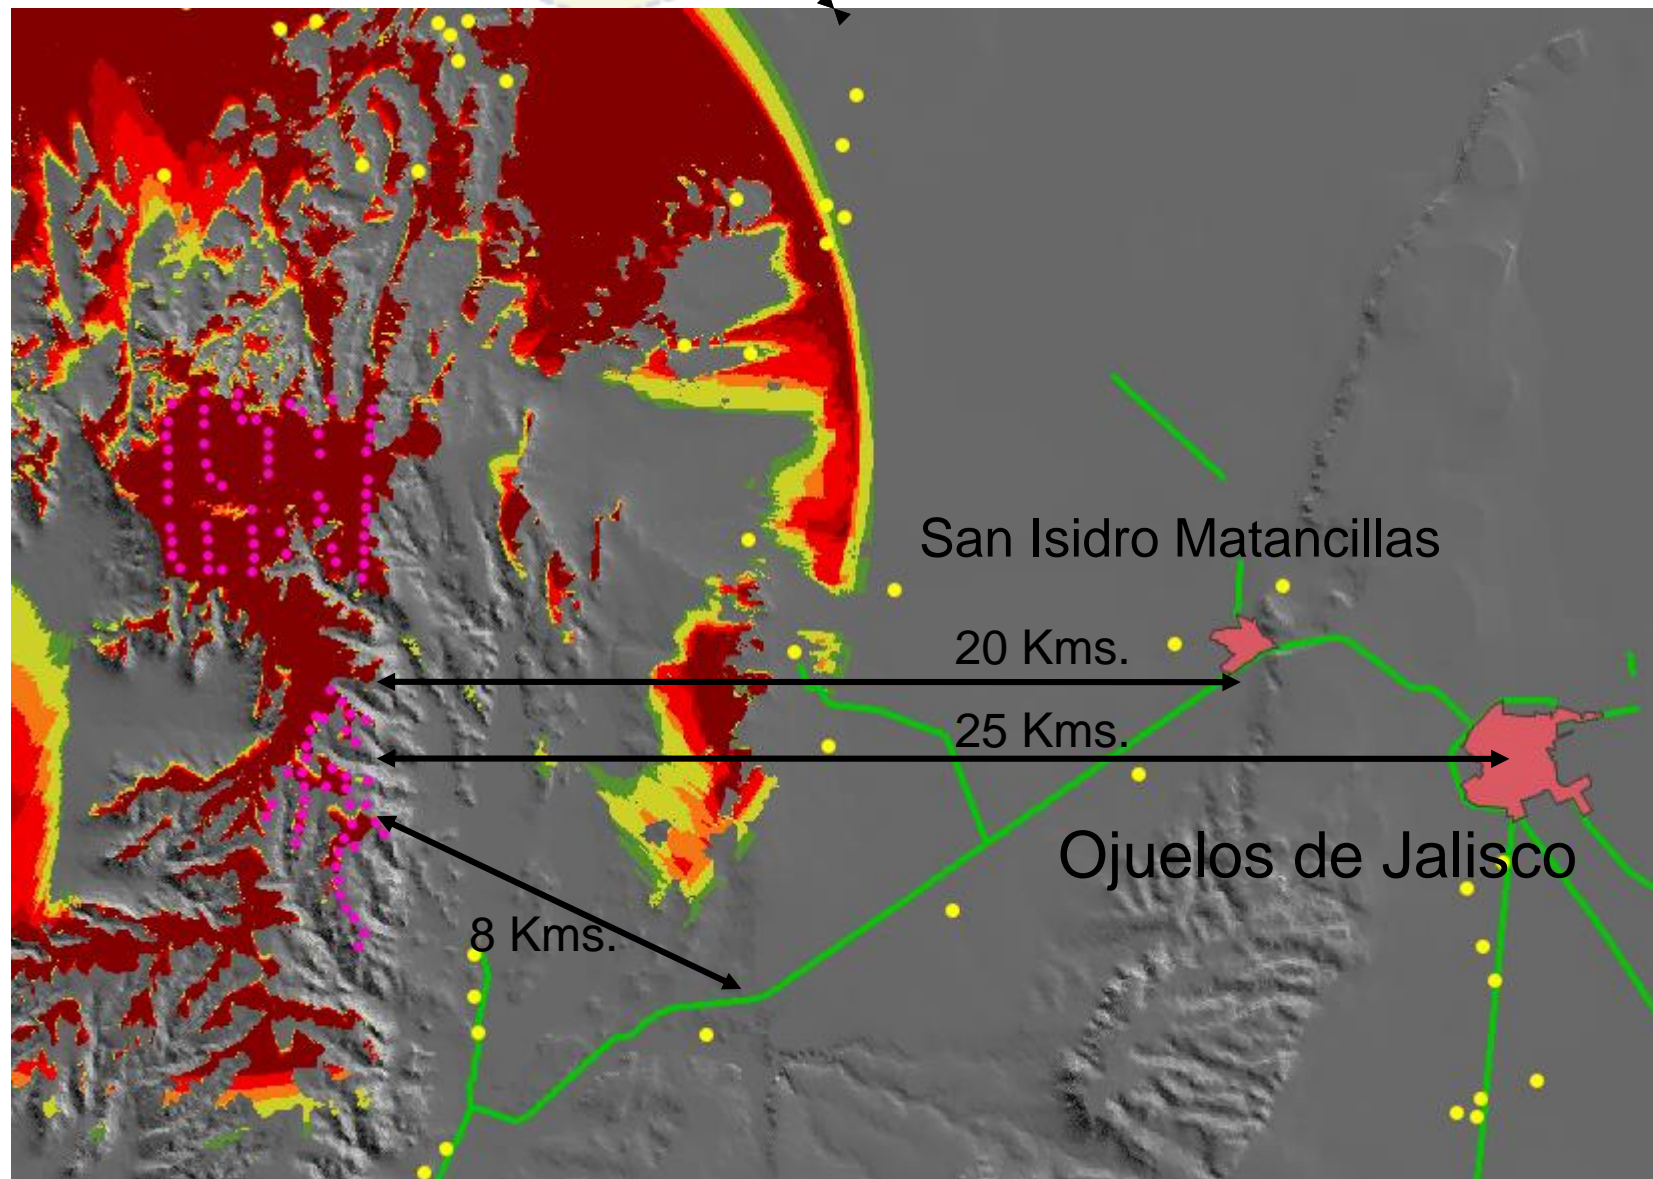 San Isidro Matancillas
20 Kms.
25 Kms.
Ojuelos de Jalisco
8 Kms.